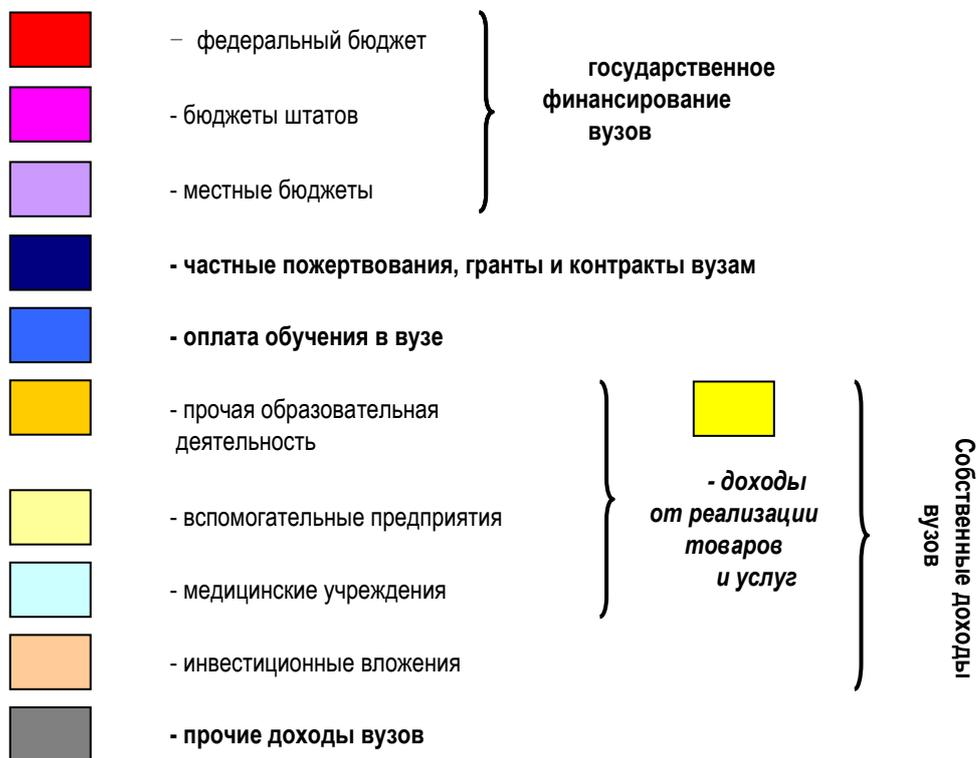 – федеральный бюджет
государственное
финансирование
вузов
- бюджеты штатов
- местные бюджеты
- частные пожертвования, гранты и контракты вузам
- оплата обучения в вузе
- прочая образовательная
деятельность
- вспомогательные предприятия
- медицинские учреждения
- инвестиционные вложения
- прочие доходы вузов
- доходы
от реализации
товаров
и услуг
Собственные доходы
вузов